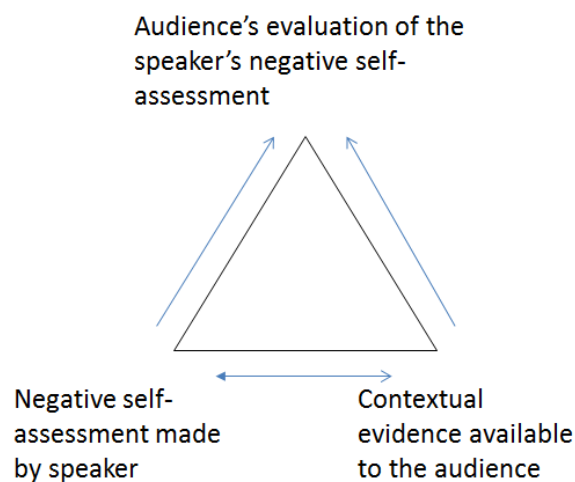 Audience’s evaluation of the
speaker’s negative self-
assessment
Negative self-
assessment made
by speaker
Contextual
evidence available
to the audience